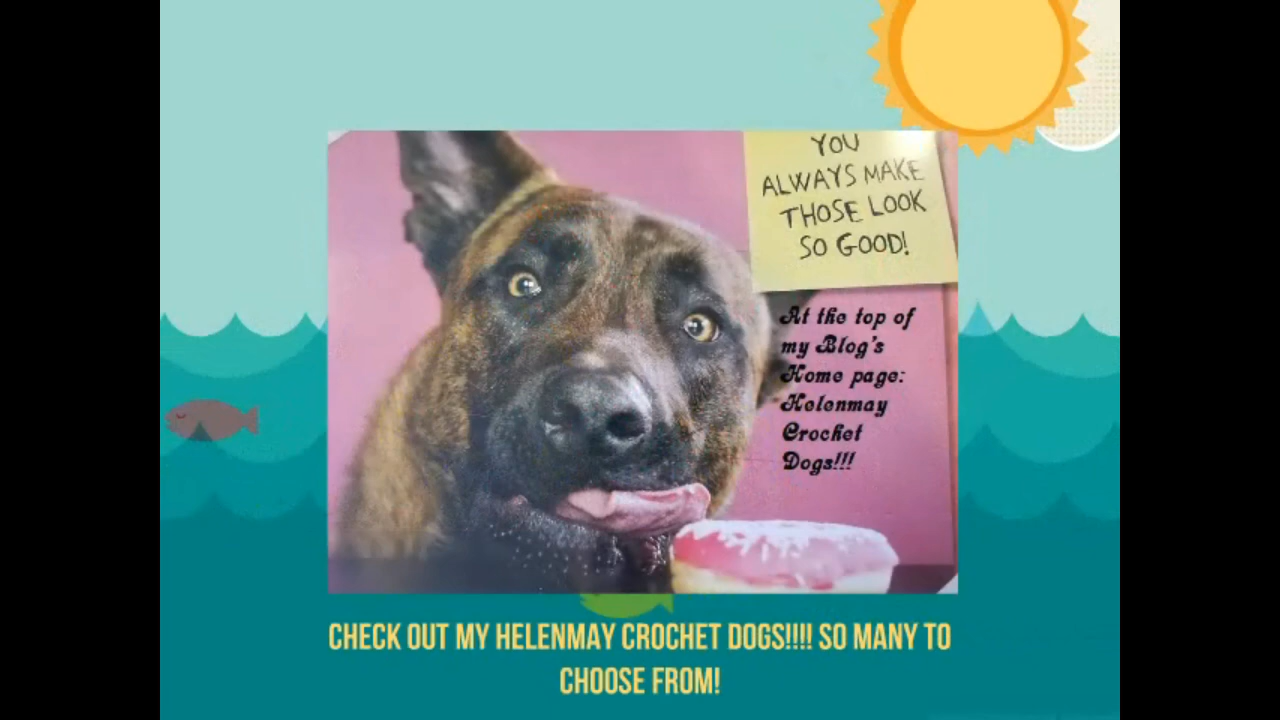 YOU
ALWAYS MAKE
THOSE LOOK
SO GOOD!
At the top of
my Blog's
Home page:
Helenmay
Crochet
Dogs!!!
CHECK OUT MY HELENMAY CROCHET DOGS!!!! SO MANY TO
CHOOSE FROM!